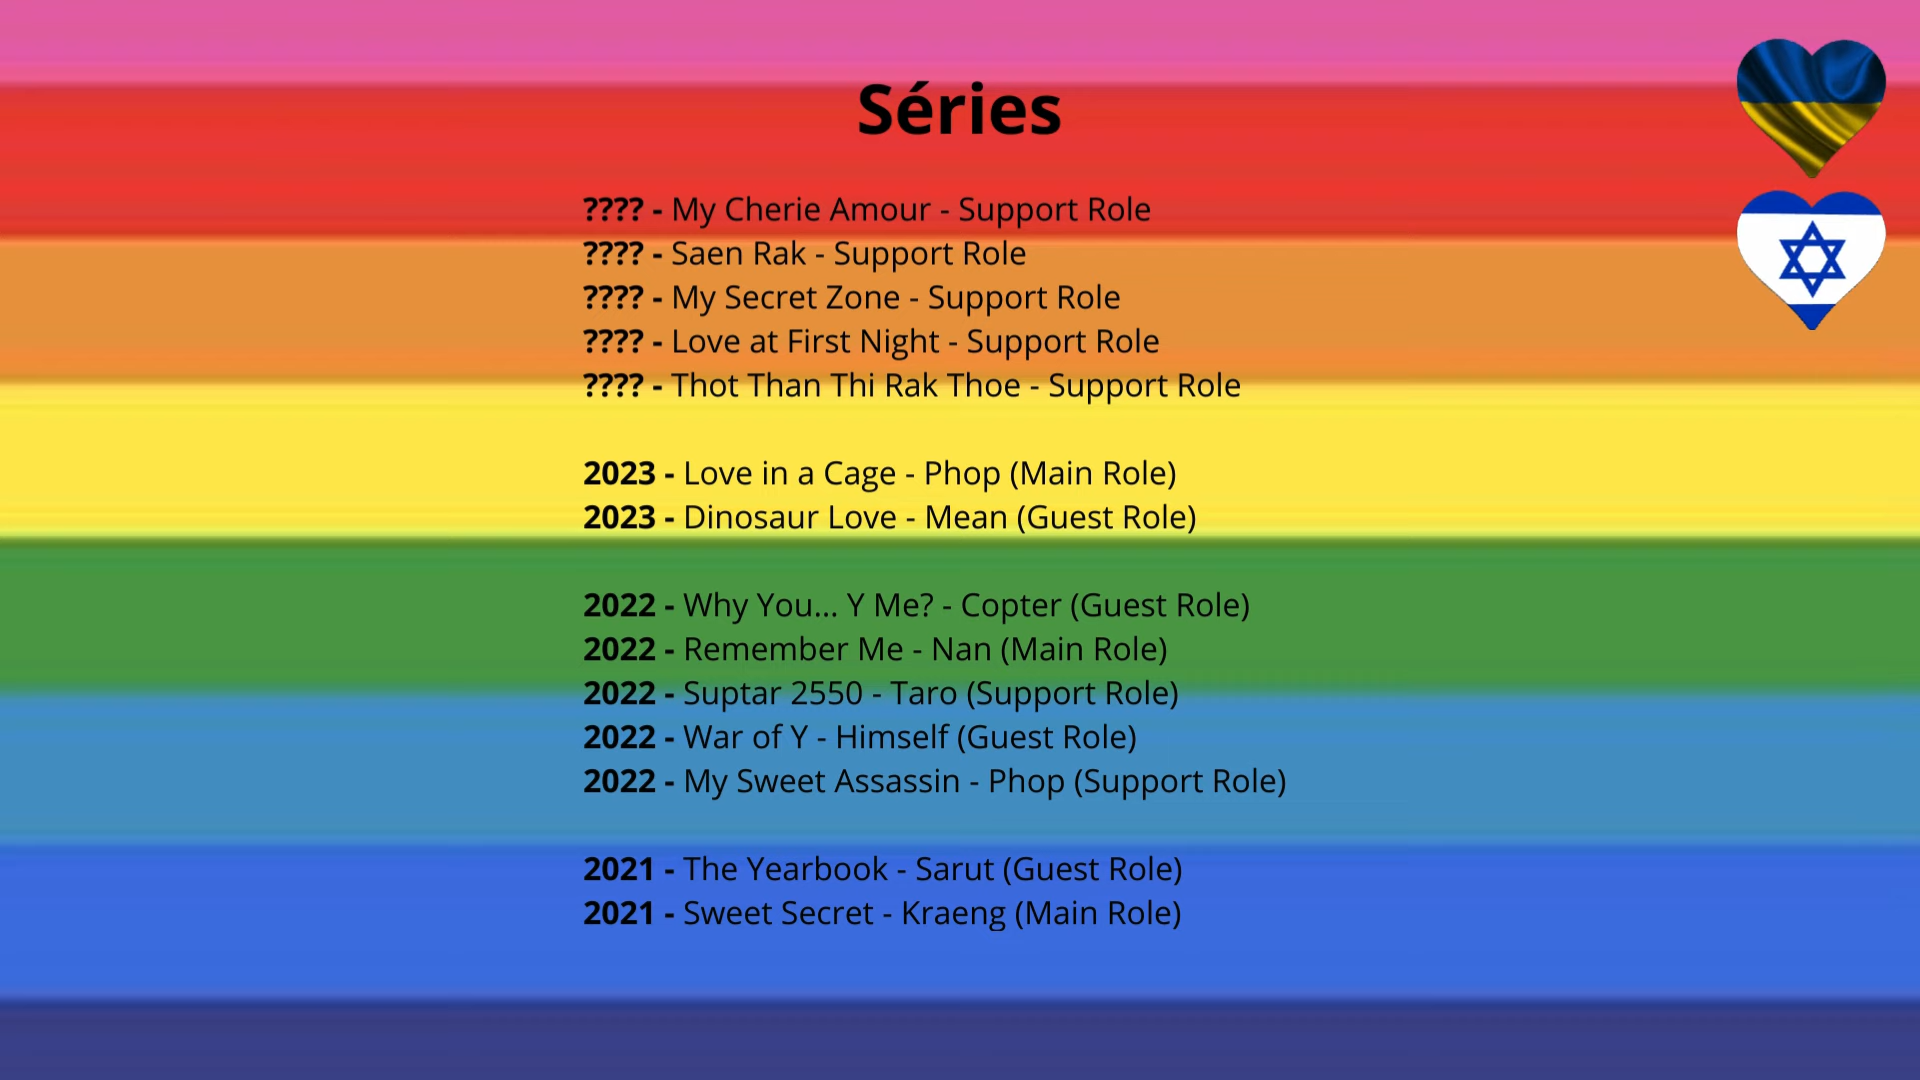 Séries
???? - My Cherie Amour - Support Role
???? - Saen Rak - Support Role
???? - My Secret Zone - Support Role
???? - Love at First Night - Support Role
???? - Thot Than Thi Rak Thoe - Support Role
2023 - Love in a Cage - Phop (Main Role)
2023 - Dinosaur Love - Mean (Guest Role)
2022 - Why You... Y Me? - Copter (Guest Role)
2022 - Remember Me - Nan (Main Role)
2022 - Suptar 2550 - Taro (Support Role)
2022 - War of Y - Himself (Guest Role)
2022 - My Sweet Assassin - Phop (Support Role)
2021 - The Yearbook - Sarut (Guest Role)
2021 - Sweet Secret - Kraeng (Main Role)